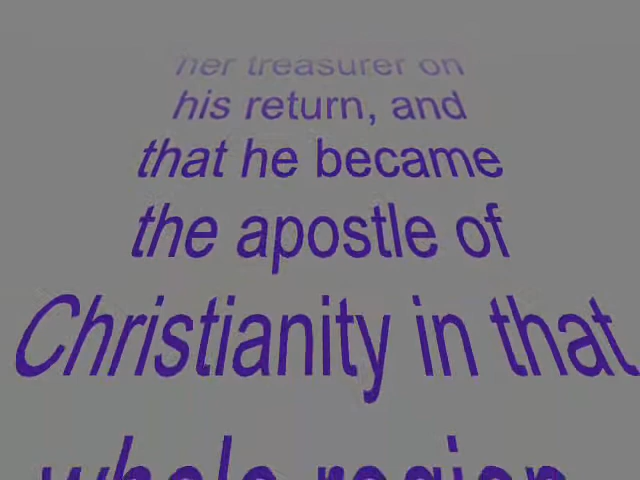 her treasurer on
his return, and
that he became
the apostle of
Christianity in that
whole region